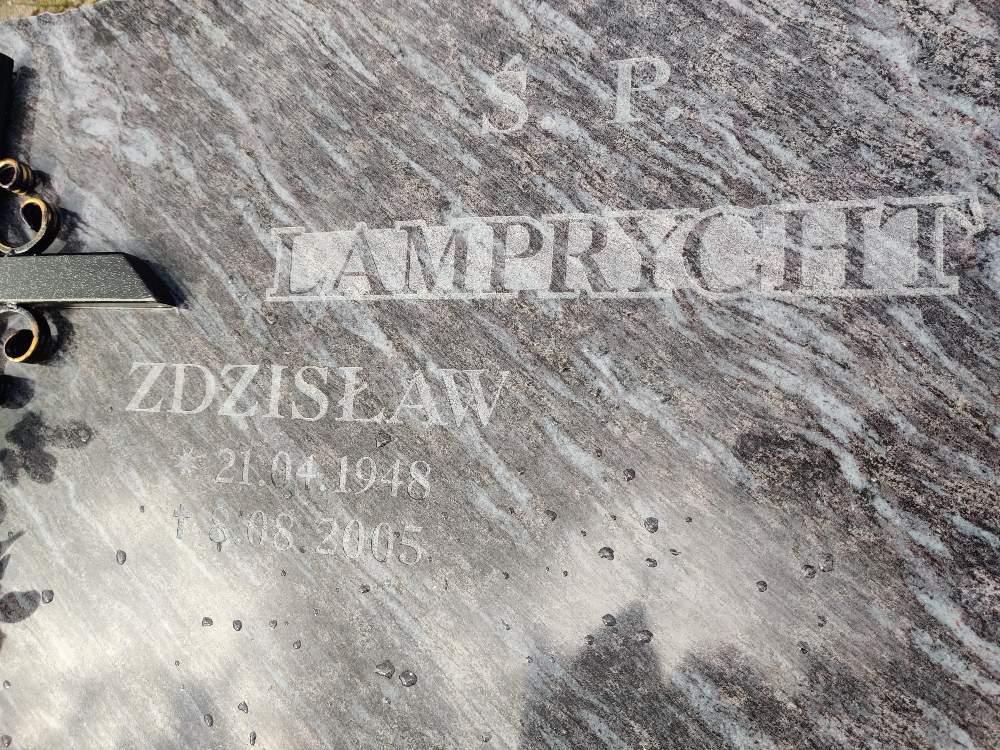 Ś. P.
LAMPRYCHT
ZDZISŁAW
* 21.04.1948
† 8.08.2005